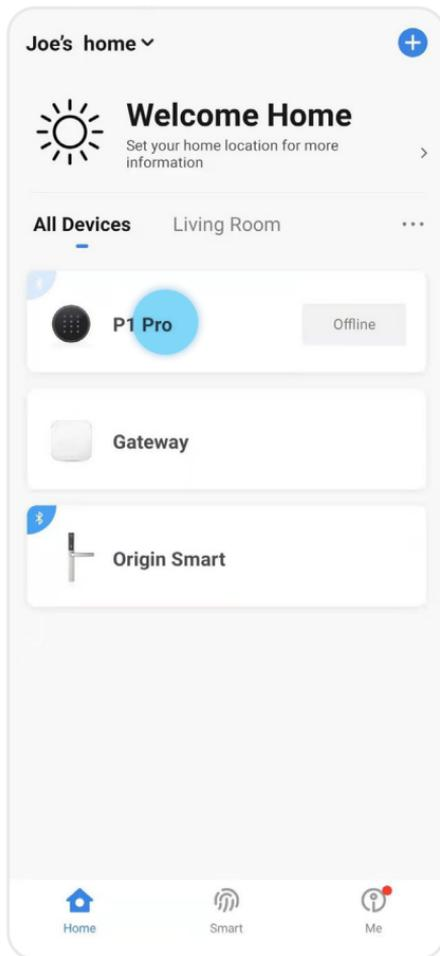 Joe's home
Welcome Home
Set your home location for more
information
All Devices
Living Room
P1 Pro
Offline
Gateway
Origin Smart
Home
Smart
Me